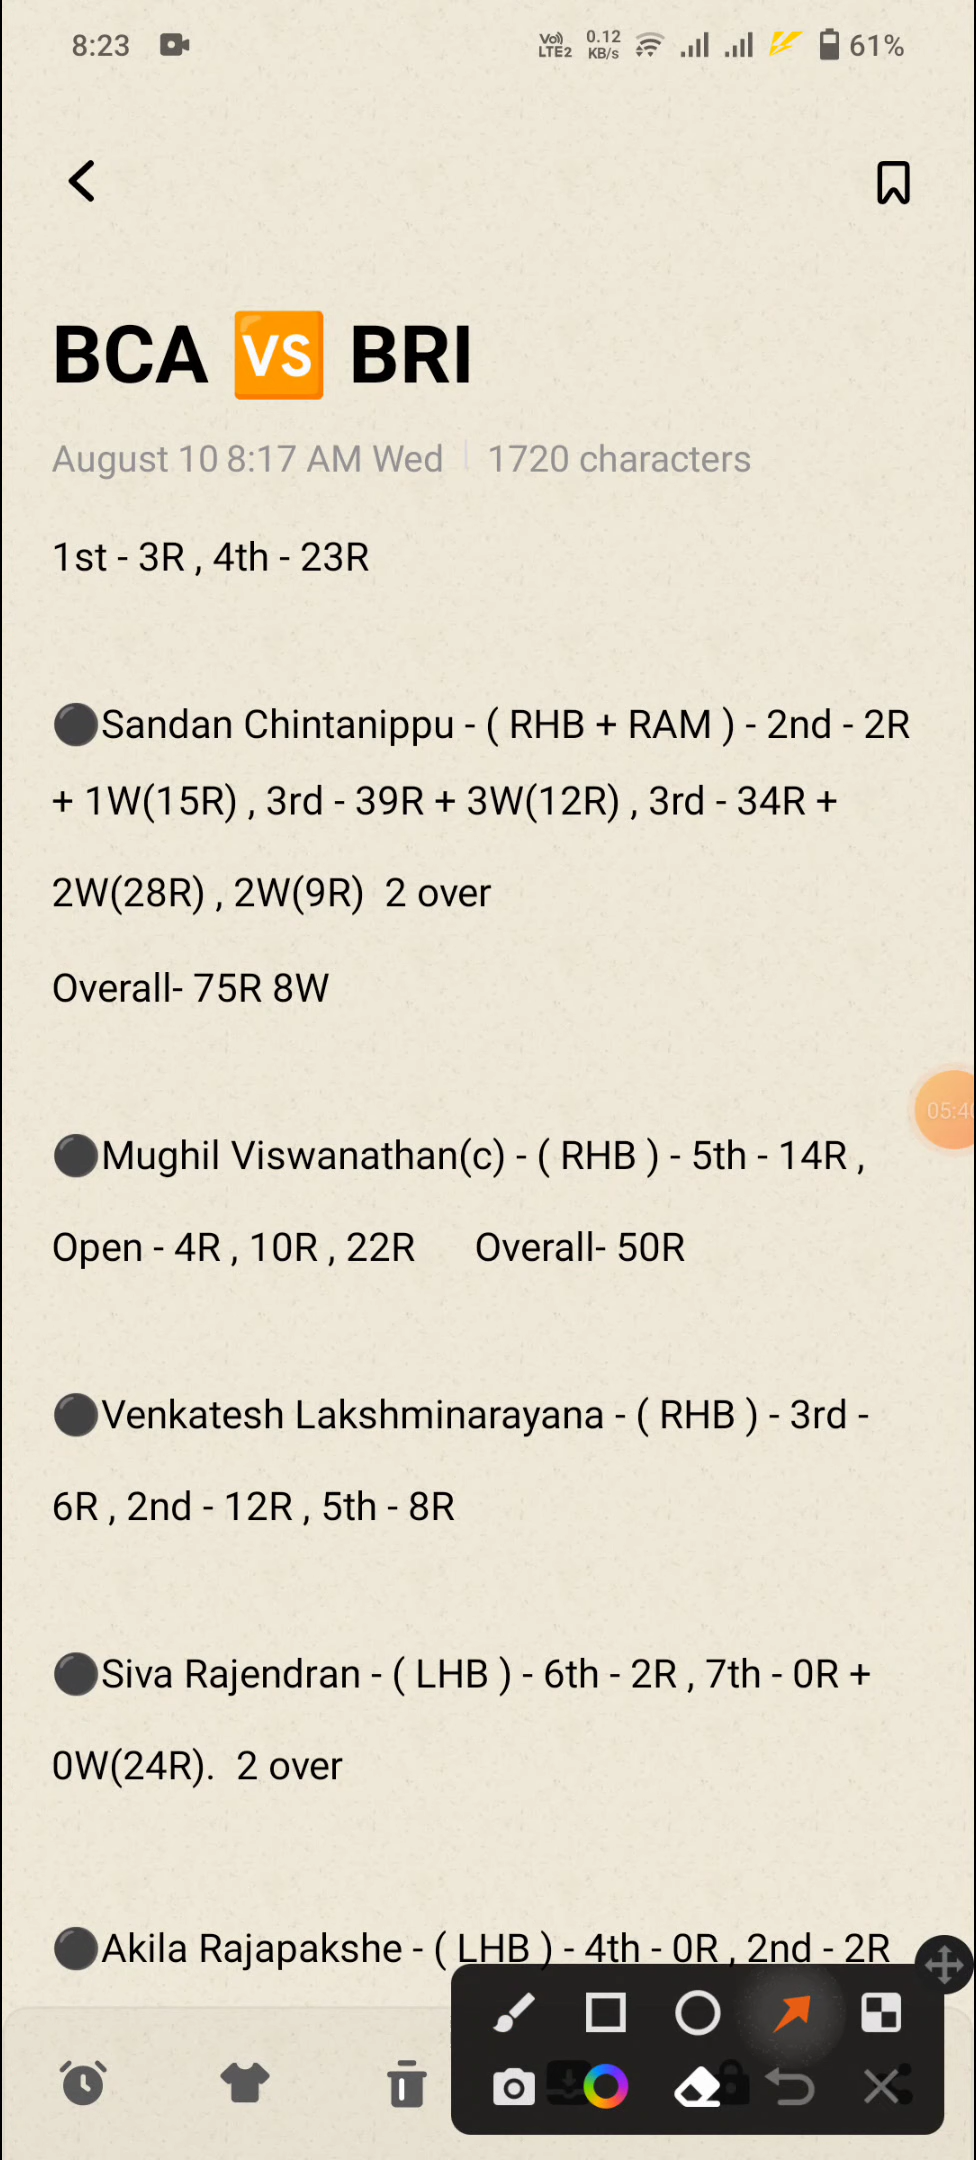 8:23 Vo) LTE2 0.12 KB/s 61%
BCA VS BRI
August 10 8:17 AM Wed | 1720 characters
1st - 3R , 4th - 23R
⚫Sandan Chintanippu - ( RHB + RAM ) - 2nd - 2R
+ 1W(15R) , 3rd - 39R + 3W(12R) , 3rd - 34R +
2W(28R) , 2W(9R)  2 over
Overall- 75R 8W
05:4
⚫Mughil Viswanathan(c) - ( RHB ) - 5th - 14R ,
Open - 4R , 10R , 22R     Overall- 50R
⚫Venkatesh Lakshminarayana - ( RHB ) - 3rd -
6R , 2nd - 12R , 5th - 8R
⚫Siva Rajendran - ( LHB ) - 6th - 2R , 7th - 0R +
0W(24R).  2 over
⚫Akila Rajapakshe - ( LHB ) - 4th - 0R , 2nd - 2R